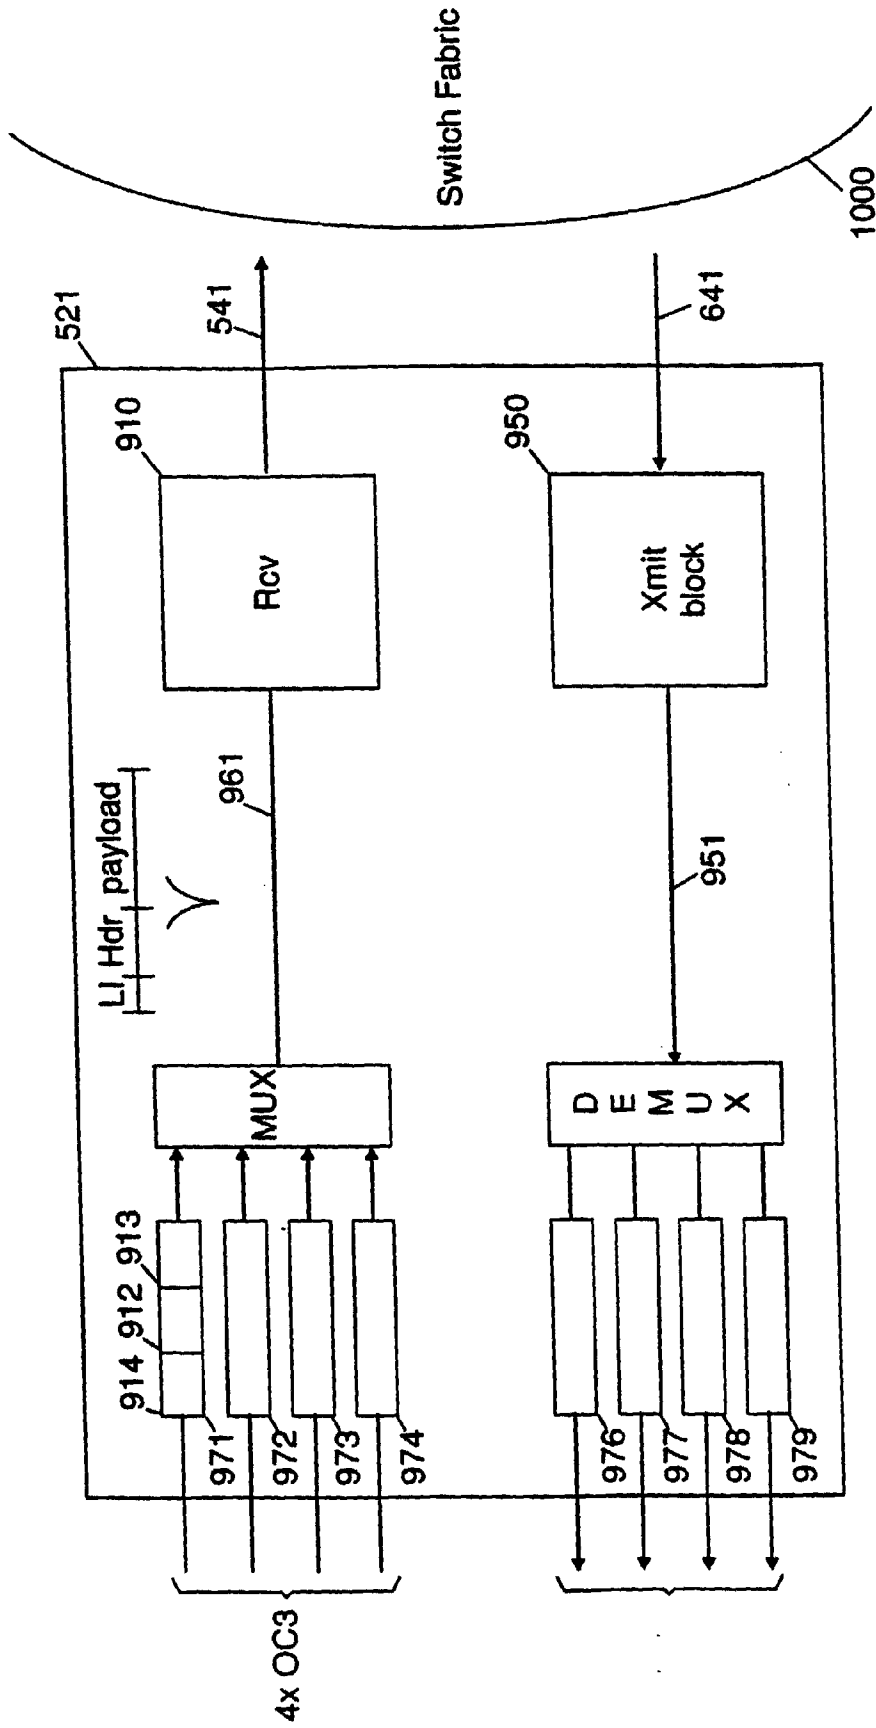 4x OC3
914
912
913
971
972
973
974
MUX
LI
Hdr
payload
961
Rcv
910
521
541
Switch Fabric
976
977
978
979
D
E
M
U
X
951
Xmit
block
950
641
1000